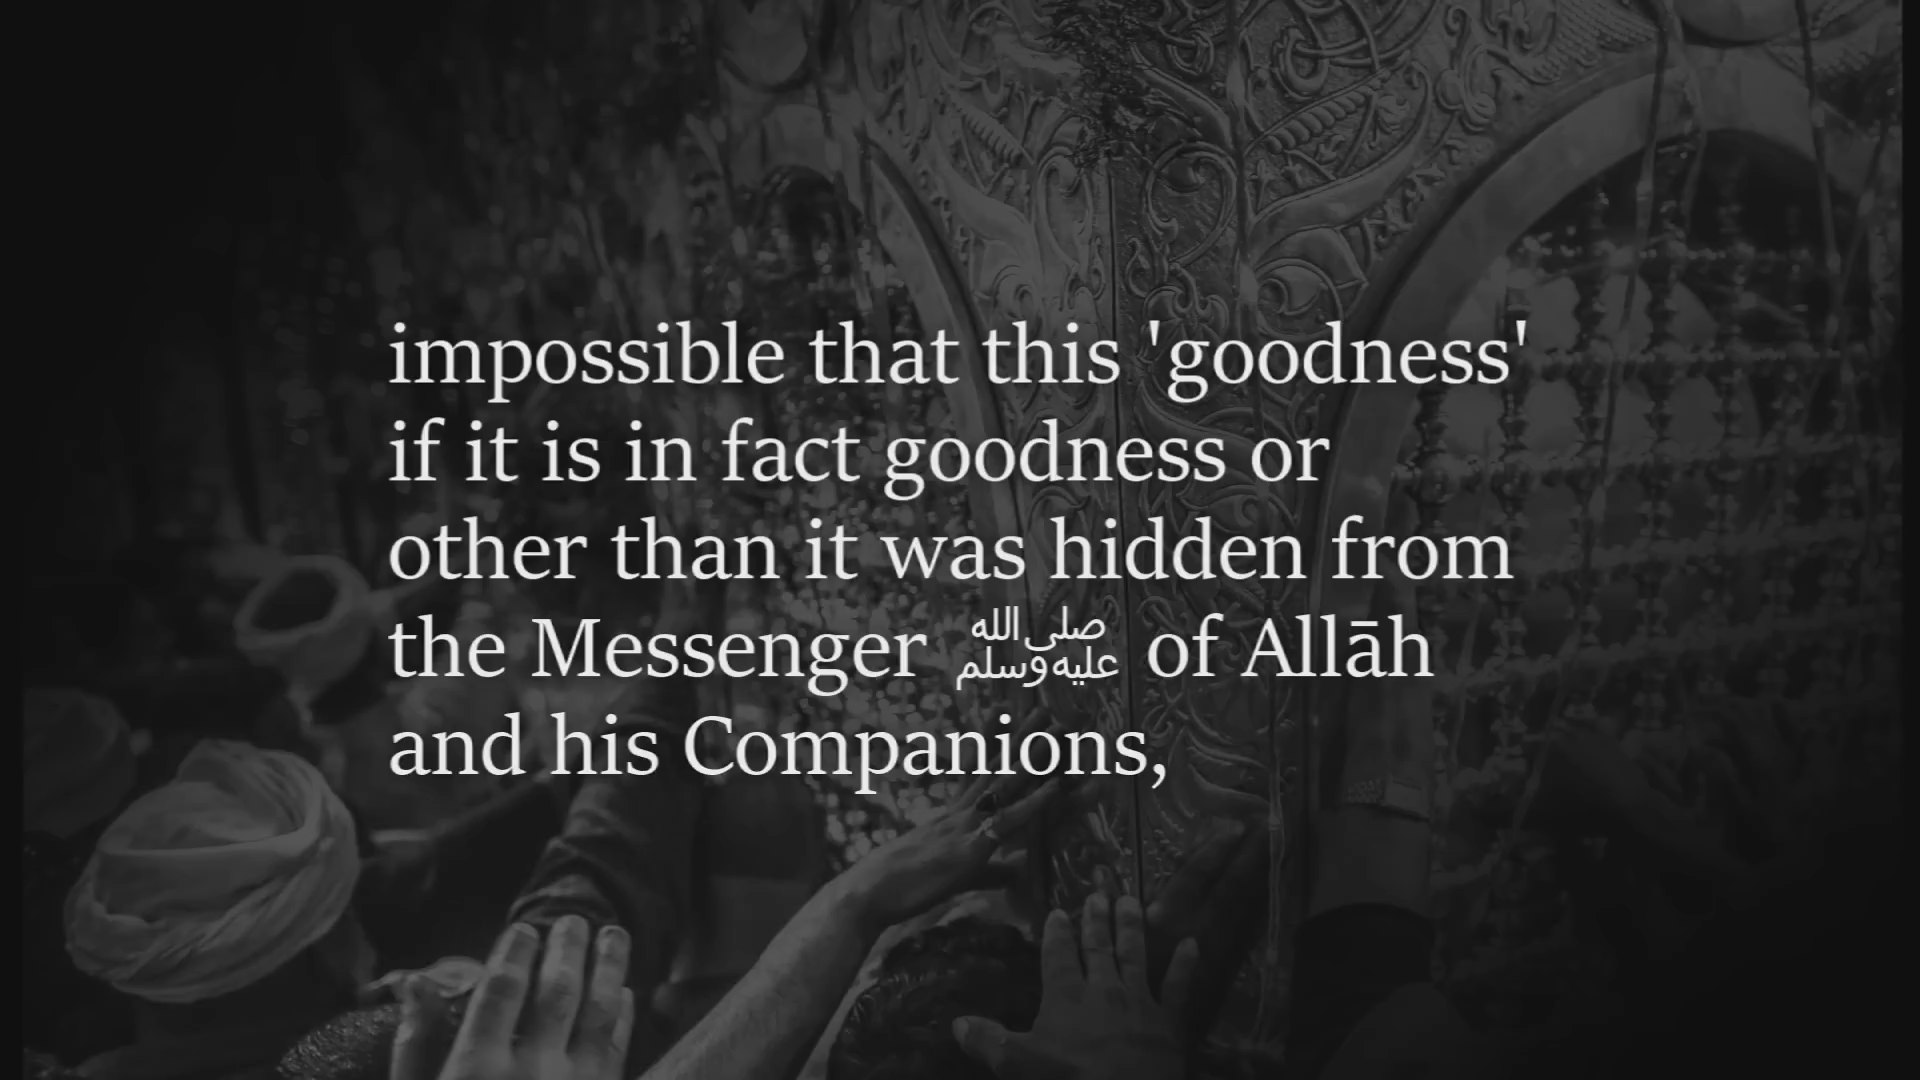 impossible that this 'goodness'
if it is in fact goodness or
other than it was hidden from
the Messenger ﷺ of Allāh
and his Companions,